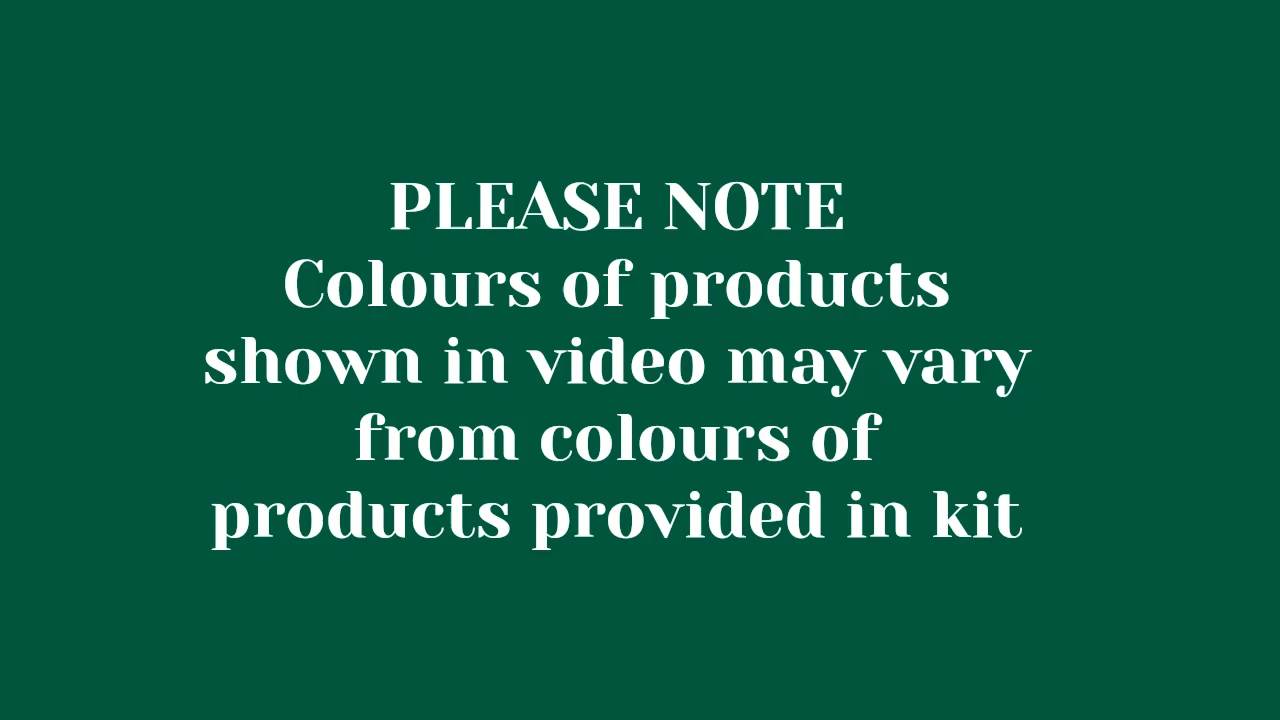 PLEASE NOTE
Colours of products
shown in video may vary
from colours of
products provided in kit